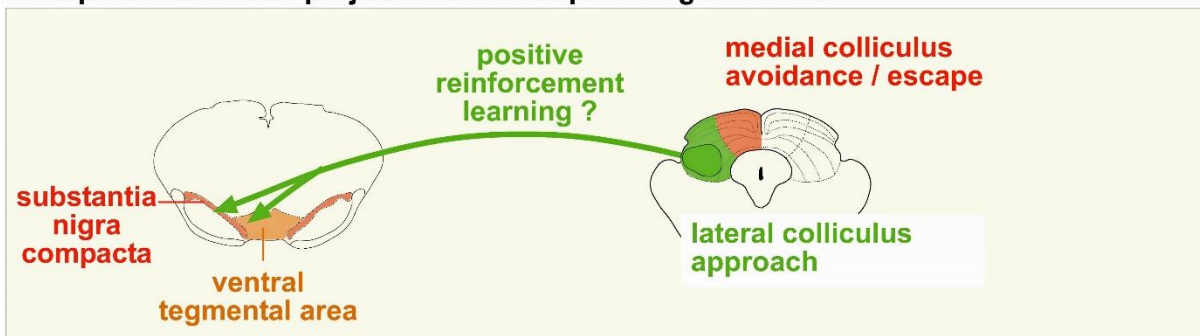 positive
reinforcement
learning ?
medial colliculus
avoidance / escape
substantia
nigra
compacta
ventral
tegmental area
lateral colliculus
approach